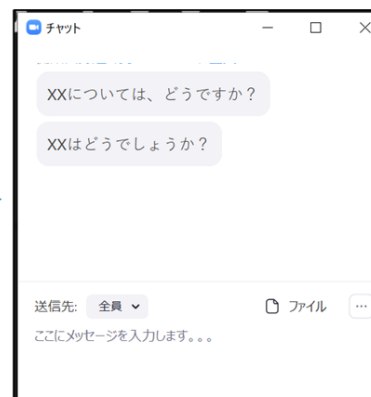 チャット
XXについては、どうですか？
XXはどうでしょうか？
送信先: 全員 ファイル ...
ここにメッセージを入力します。。。